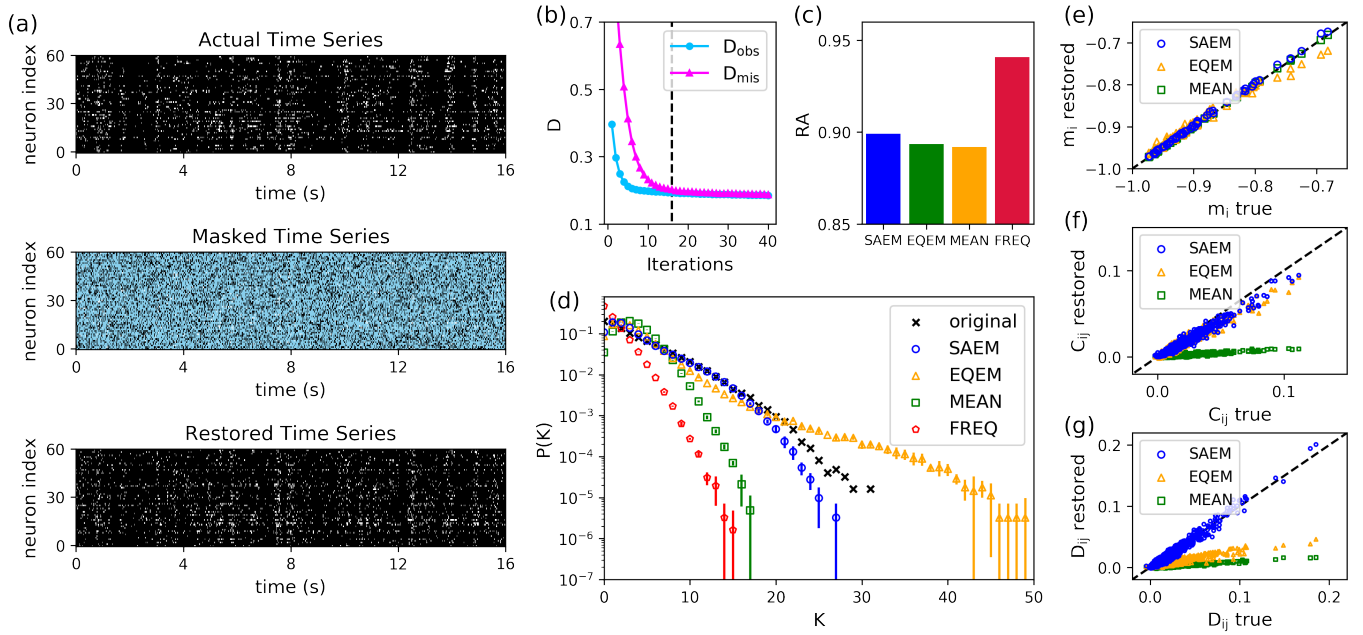 (a)
Actual Time Series
neuron index
60
30
0
0 4 8 12 16
time (s)
Masked Time Series
neuron index
60
30
0
0 4 8 12 16
time (s)
Restored Time Series
neuron index
60
30
0
0 4 8 12 16
time (s)
(b)
D
0.7
0.5
0.3
0.1
D_obs
D_mis
0 10 20 30 40
Iterations
(c)
RA
0.95
0.90
0.85
SAEM EQEM MEAN FREQ
(d)
P(K)
10⁻¹
10⁻²
10⁻³
10⁻⁴
10⁻⁵
10⁻⁶
10⁻⁷
original
SAEM
EQEM
MEAN
FREQ
0 10 20 30 40 50
K
(e)
m_i restored
−0.7
−0.8
−0.9
−1.0
SAEM
EQEM
MEAN
−1.0 −0.9 −0.8 −0.7
m_i true
(f)
C_ij restored
0.1
0.0
SAEM
EQEM
MEAN
0.0 0.1
C_ij true
(g)
D_ij restored
0.2
0.1
0.0
SAEM
EQEM
MEAN
0.0 0.1 0.2
D_ij true